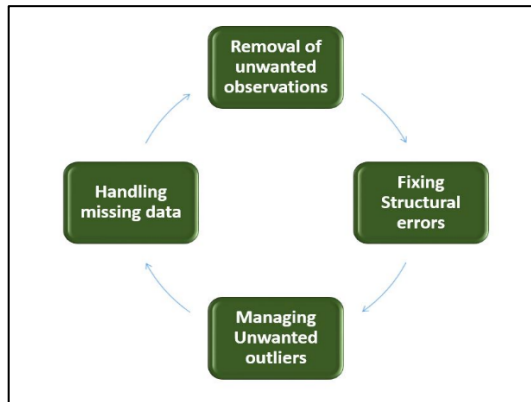 Removal of
unwanted
observations
Fixing
Structural
errors
Managing
Unwanted
outliers
Handling
missing data